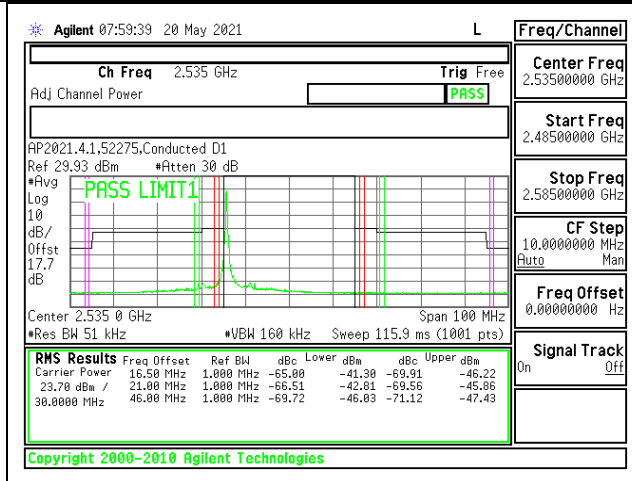 Agilent 07:59:39 20 May 2021 L
Ch Freq 2.535 GHz Trig Free
Adj Channel Power PASS
AP2021.4.1,52275,Conducted D1
Ref 29.93 dBm #Atten 30 dB
#Avg
Log
10
dB/
Offst
17.7
dB
PASS LIMIT1
Center 2.535 0 GHz Span 100 MHz
#Res BW 51 kHz #VBW 160 kHz Sweep 115.9 ms (1001 pts)
RMS Results Freq Offset Ref BW dBc Lower dBm dBc Upper dBm
Carrier Power 16.50 MHz 1.000 MHz -65.00 -41.30 -69.91 -46.22
23.70 dBm / 21.00 MHz 1.000 MHz -66.51 -42.81 -69.56 -45.86
30.0000 MHz 46.00 MHz 1.000 MHz -69.72 -46.03 -71.12 -47.43
Copyright 2000-2010 Agilent Technologies
Freq/Channel
Center Freq
2.53500000 GHz
Start Freq
2.48500000 GHz
Stop Freq
2.58500000 GHz
CF Step
10.0000000 MHz
Auto Man
Freq Offset
0.00000000 Hz
Signal Track
On Off